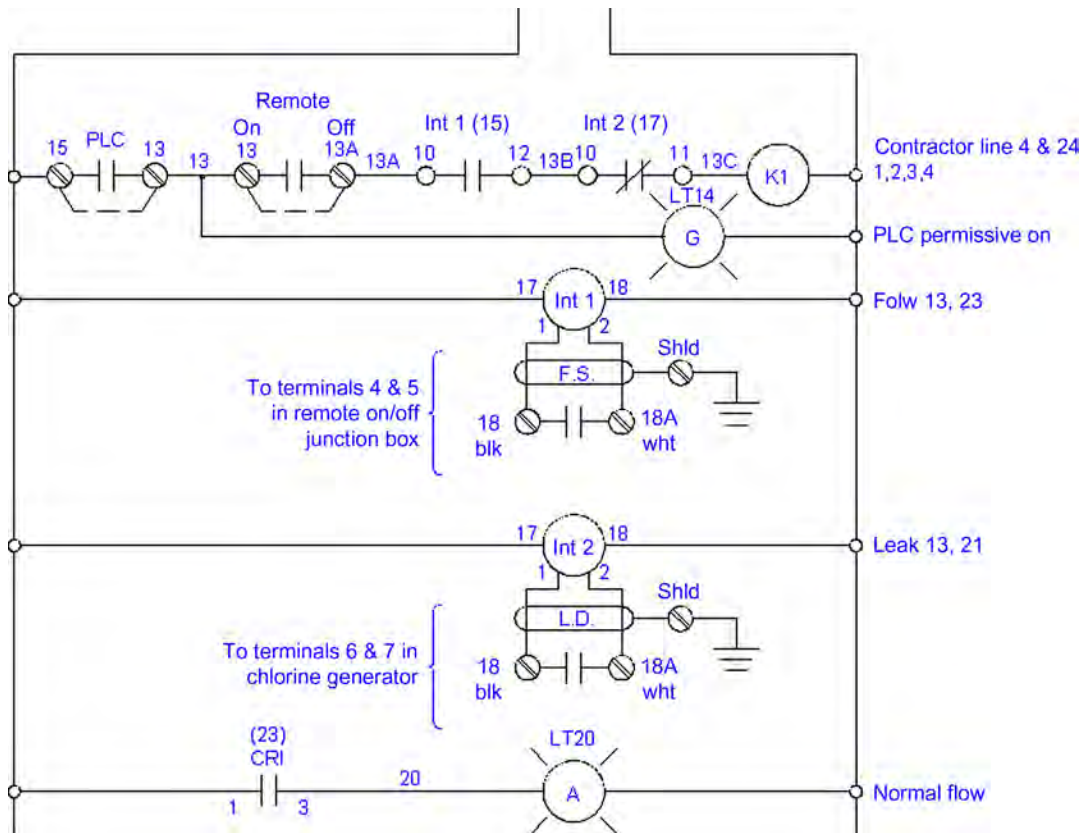 Remote
On Off
15 PLC 13 13 13 13A 13A
Int 1 (15)
10 12 13B
Int 2 (17)
10 11 13C
K1
Contractor line 4 & 24
1,2,3,4
LT14
G
PLC permissive on
17 Int 1 18
1 2
Folw 13, 23
F.S.
Shld
To terminals 4 & 5
in remote on/off
junction box
18
blk
18A
wht
17 Int 2 18
1 2
Leak 13, 21
L.D.
Shld
To terminals 6 & 7 in
chlorine generator
18
blk
18A
wht
(23)
CRI
1 3
20
LT20
A
Normal flow